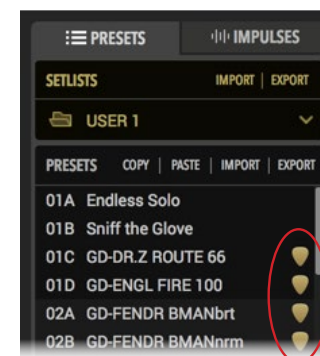 PRESETS IMPULSES
SETLISTS IMPORT | EXPORT
USER 1
PRESETS COPY | PASTE | IMPORT | EXPORT
01A Endless Solo
01B Sniff the Glove
01C GD-DR.Z ROUTE 66
01D GD-ENGL FIRE 100
02A GD-FENDR BMANbrt
02B GD-FENDR BMANnrm